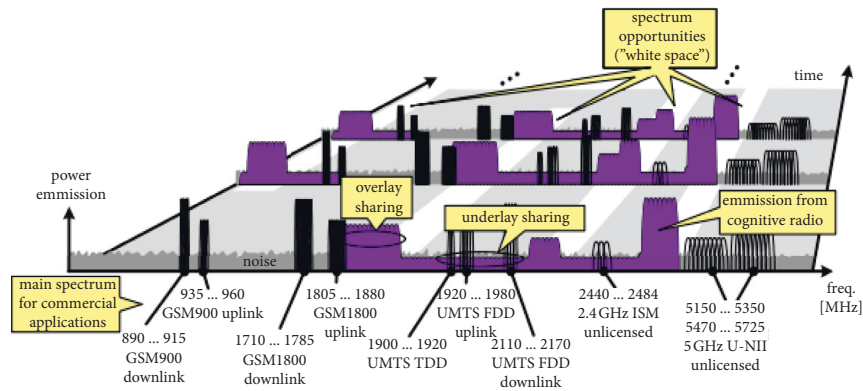 spectrum
opportunities
("white space")
time
power
emmission
overlay
sharing
underlay sharing
emmission from
cognitive radio
noise
main spectrum
for commercial
applications
freq.
[MHz]
935 ... 960
GSM900 uplink
890 ... 915
GSM900
downlink
1805 ... 1880
GSM1800
uplink
1710 ... 1785
GSM1800
downlink
1920 ... 1980
UMTS FDD
uplink
1900 ... 1920
UMTS TDD
2110 ... 2170
UMTS FDD
downlink
2440 ... 2484
2.4 GHz ISM
unlicensed
5150 ... 5350
5470 ... 5725
5 GHz U-NII
unlicensed